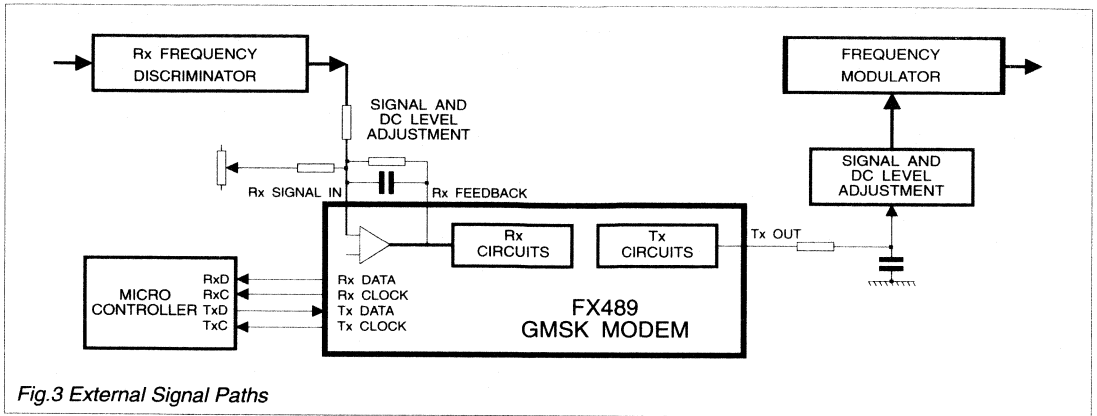 Rx FREQUENCY
DISCRIMINATOR
FREQUENCY
MODULATOR
SIGNAL AND
DC LEVEL
ADJUSTMENT
SIGNAL AND
DC LEVEL
ADJUSTMENT
Rx SIGNAL IN
Rx FEEDBACK
Rx
CIRCUITS
Tx
CIRCUITS
Tx OUT
MICRO
CONTROLLER
RxD
RxC
TxD
TxC
Rx DATA
Rx CLOCK
Tx DATA
Tx CLOCK
FX489
GMSK MODEM
Fig.3 External Signal Paths